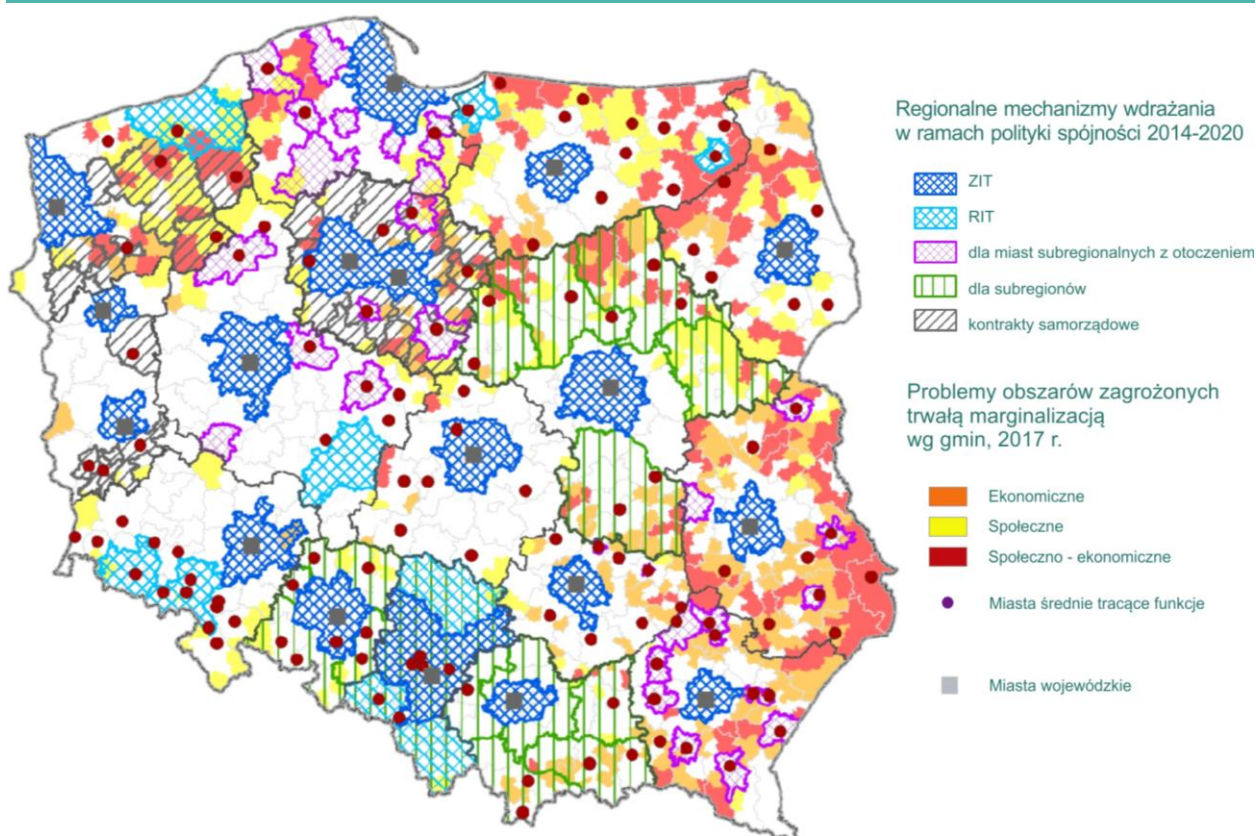 Regionalne mechanizmy wdrażania
w ramach polityki spójności 2014-2020
ZIT
RIT
dla miast subregionalnych z otoczeniem
dla subregionów
kontrakty samorządowe
Problemy obszarów zagrożonych
trwałą marginalizacją
wg gmin, 2017 r.
Ekonomiczne
Społeczne
Społeczno - ekonomiczne
Miasta średnie tracące funkcje
Miasta wojewódzkie